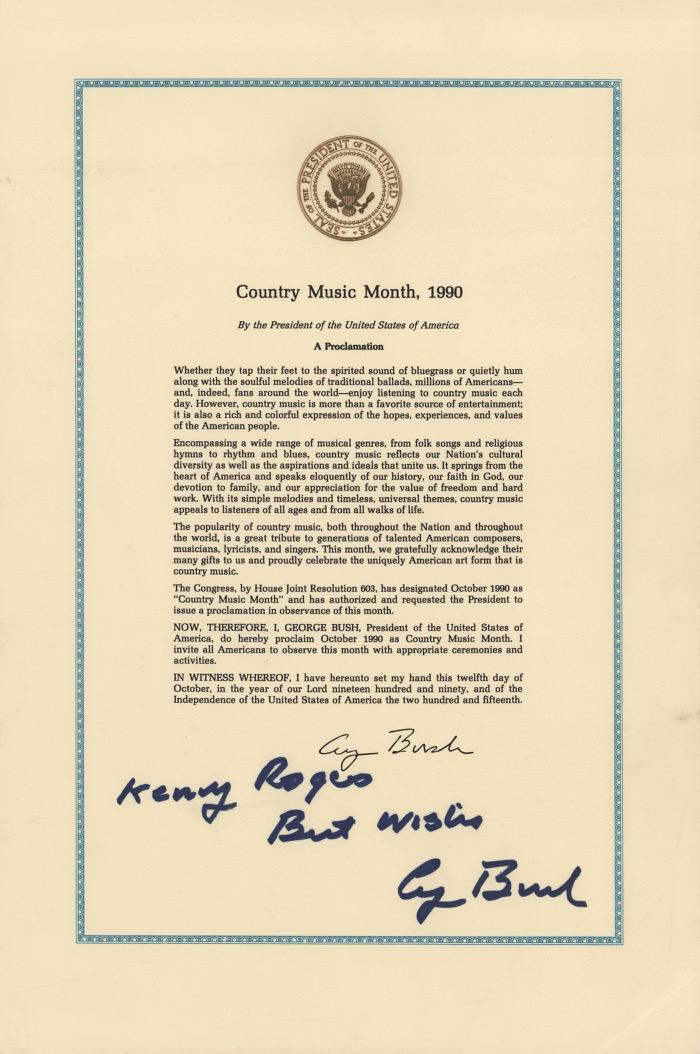 SEAL OF THE PRESIDENT OF THE UNITED STATES
Country Music Month, 1990
By the President of the United States of America
A Proclamation
Whether they tap their feet to the spirited sound of bluegrass or quietly hum
along with the soulful melodies of traditional ballads, millions of Americans—
and, indeed, fans around the world—enjoy listening to country music each
day. However, country music is more than a favorite source of entertainment;
it is also a rich and colorful expression of the hopes, experiences, and values
of the American people.
Encompassing a wide range of musical genres, from folk songs and religious
hymns to rhythm and blues, country music reflects our Nation's cultural
diversity as well as the aspirations and ideals that unite us. It springs from the
heart of America and speaks eloquently of our history, our faith in God, our
devotion to family, and our appreciation for the value of freedom and hard
work. With its simple melodies and timeless, universal themes, country music
appeals to listeners of all ages and from all walks of life.
The popularity of country music, both throughout the Nation and throughout
the world, is a great tribute to generations of talented American composers,
musicians, lyricists, and singers. This month, we gratefully acknowledge their
many gifts to us and proudly celebrate the uniquely American art form that is
country music.
The Congress, by House Joint Resolution 603, has designated October 1990 as
"Country Music Month" and has authorized and requested the President to
issue a proclamation in observance of this month.
NOW, THEREFORE, I, GEORGE BUSH, President of the United States of
America, do hereby proclaim October 1990 as Country Music Month. I
invite all Americans to observe this month with appropriate ceremonies and
activities.
IN WITNESS WHEREOF, I have hereunto set my hand this twelfth day of
October, in the year of our Lord nineteen hundred and ninety, and of the
Independence of the United States of America the two hundred and fifteenth.
Gy Bush
Kenny Rogers
Best Wishes
Gy Bush